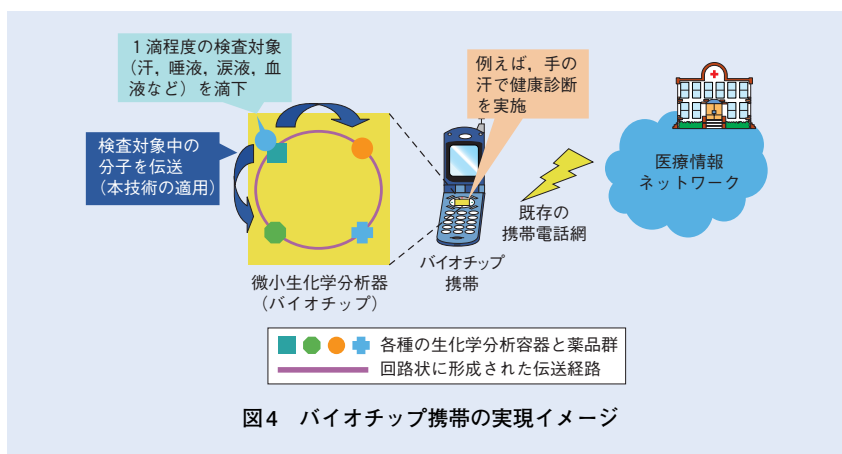 1滴程度の検査対象
（汗，唾液，涙液，血
液など）を滴下
例えば，手の
汗で健康診断
を実施
検査対象中の
分子を伝送
（本技術の適用）
医療情報
ネットワーク
既存の
携帯電話網
バイオチップ
携帯
微小生化学分析器
（バイオチップ）
各種の生化学分析容器と薬品群
回路状に形成された伝送経路
図4　バイオチップ携帯の実現イメージ